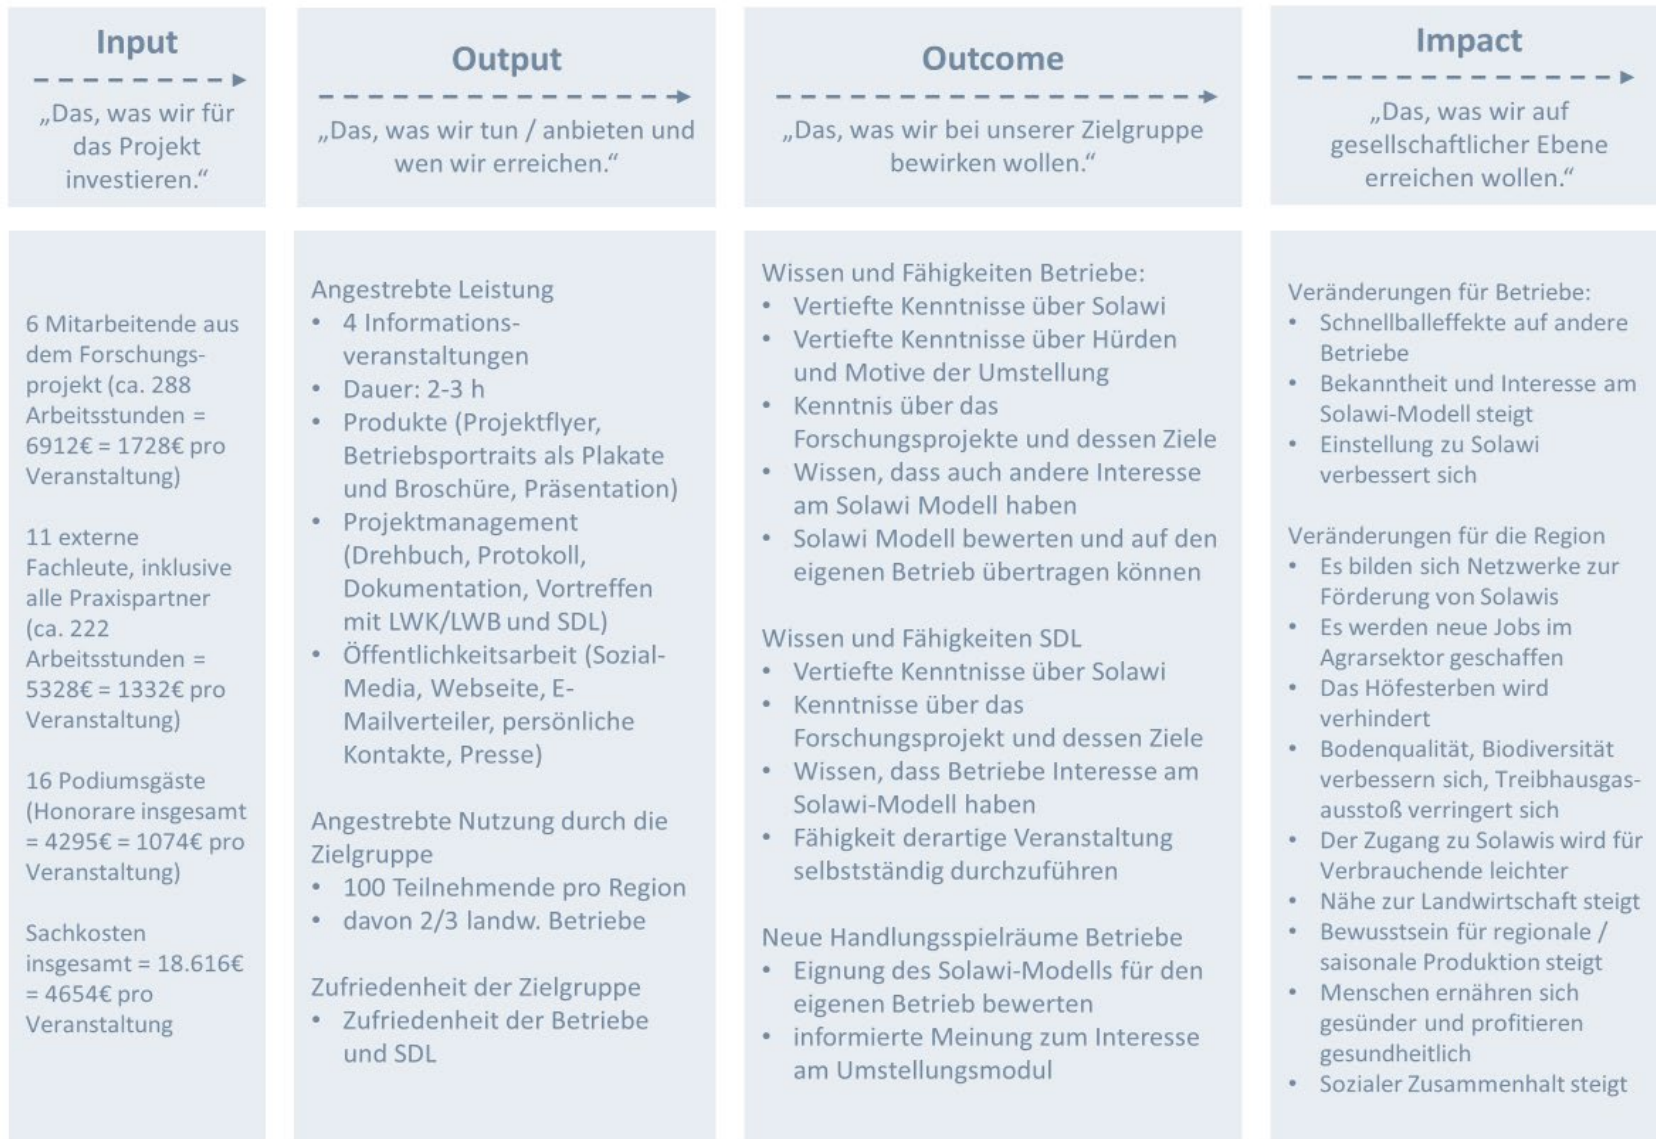 Input
„Das, was wir für
das Projekt
investieren.“
Output
„Das, was wir tun / anbieten und
wen wir erreichen.“
Outcome
„Das, was wir bei unserer Zielgruppe
bewirken wollen.“
Impact
„Das, was wir auf
gesellschaftlicher Ebene
erreichen wollen.“
6 Mitarbeitende aus
dem Forschungs-
projekt (ca. 288
Arbeitsstunden =
6912€ = 1728€ pro
Veranstaltung)
11 externe
Fachleute, inklusive
alle Praxispartner
(ca. 222
Arbeitsstunden =
5328€ = 1332€ pro
Veranstaltung)
16 Podiumsgäste
(Honorare insgesamt
= 4295€ = 1074€ pro
Veranstaltung)
Sachkosten
insgesamt = 18.616€
= 4654€ pro
Veranstaltung
Angestrebte Leistung
• 4 Informations-
veranstaltungen
• Dauer: 2-3 h
• Produkte (Projektflyer,
Betriebsportraits als Plakate
und Broschüre, Präsentation)
• Projektmanagement
(Drehbuch, Protokoll,
Dokumentation, Vortreffen
mit LWK/LWB und SDL)
• Öffentlichkeitsarbeit (Sozial-
Media, Webseite, E-
Mailverteiler, persönliche
Kontakte, Presse)
Angestrebte Nutzung durch die
Zielgruppe
• 100 Teilnehmende pro Region
• davon 2/3 landw. Betriebe
Zufriedenheit der Zielgruppe
• Zufriedenheit der Betriebe
und SDL
Wissen und Fähigkeiten Betriebe:
• Vertiefte Kenntnisse über Solawi
• Vertiefte Kenntnisse über Hürden
und Motive der Umstellung
• Kenntnis über das
Forschungsprojekte und dessen Ziele
• Wissen, dass auch andere Interesse
am Solawi Modell haben
• Solawi Modell bewerten und auf den
eigenen Betrieb übertragen können
Wissen und Fähigkeiten SDL
• Vertiefte Kenntnisse über Solawi
• Kenntnisse über das
Forschungsprojekt und dessen Ziele
• Wissen, dass Betriebe Interesse am
Solawi-Modell haben
• Fähigkeit derartige Veranstaltung
selbstständig durchzuführen
Neue Handlungsspielräume Betriebe
• Eignung des Solawi-Modells für den
eigenen Betrieb bewerten
• informierte Meinung zum Interesse
am Umstellungsmodul
Veränderungen für Betriebe:
• Schnellballeffekte auf andere
Betriebe
• Bekanntheit und Interesse am
Solawi-Modell steigt
• Einstellung zu Solawi
verbessert sich
Veränderungen für die Region
• Es bilden sich Netzwerke zur
Förderung von Solawis
• Es werden neue Jobs im
Agrarsektor geschaffen
• Das Höfesterben wird
verhindert
• Bodenqualität, Biodiversität
verbessern sich, Treibhausgas-
ausstoß verringert sich
• Der Zugang zu Solawis wird für
Verbrauchende leichter
• Nähe zur Landwirtschaft steigt
• Bewusstsein für regionale /
saisonale Produktion steigt
• Menschen ernähren sich
gesünder und profitieren
gesundheitlich
• Sozialer Zusammenhalt steigt